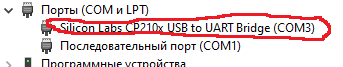 Порты (COM и LPT)
Silicon Labs CP210x USB to UART Bridge (COM3)
Последовательный порт (COM1)
Программные устройства